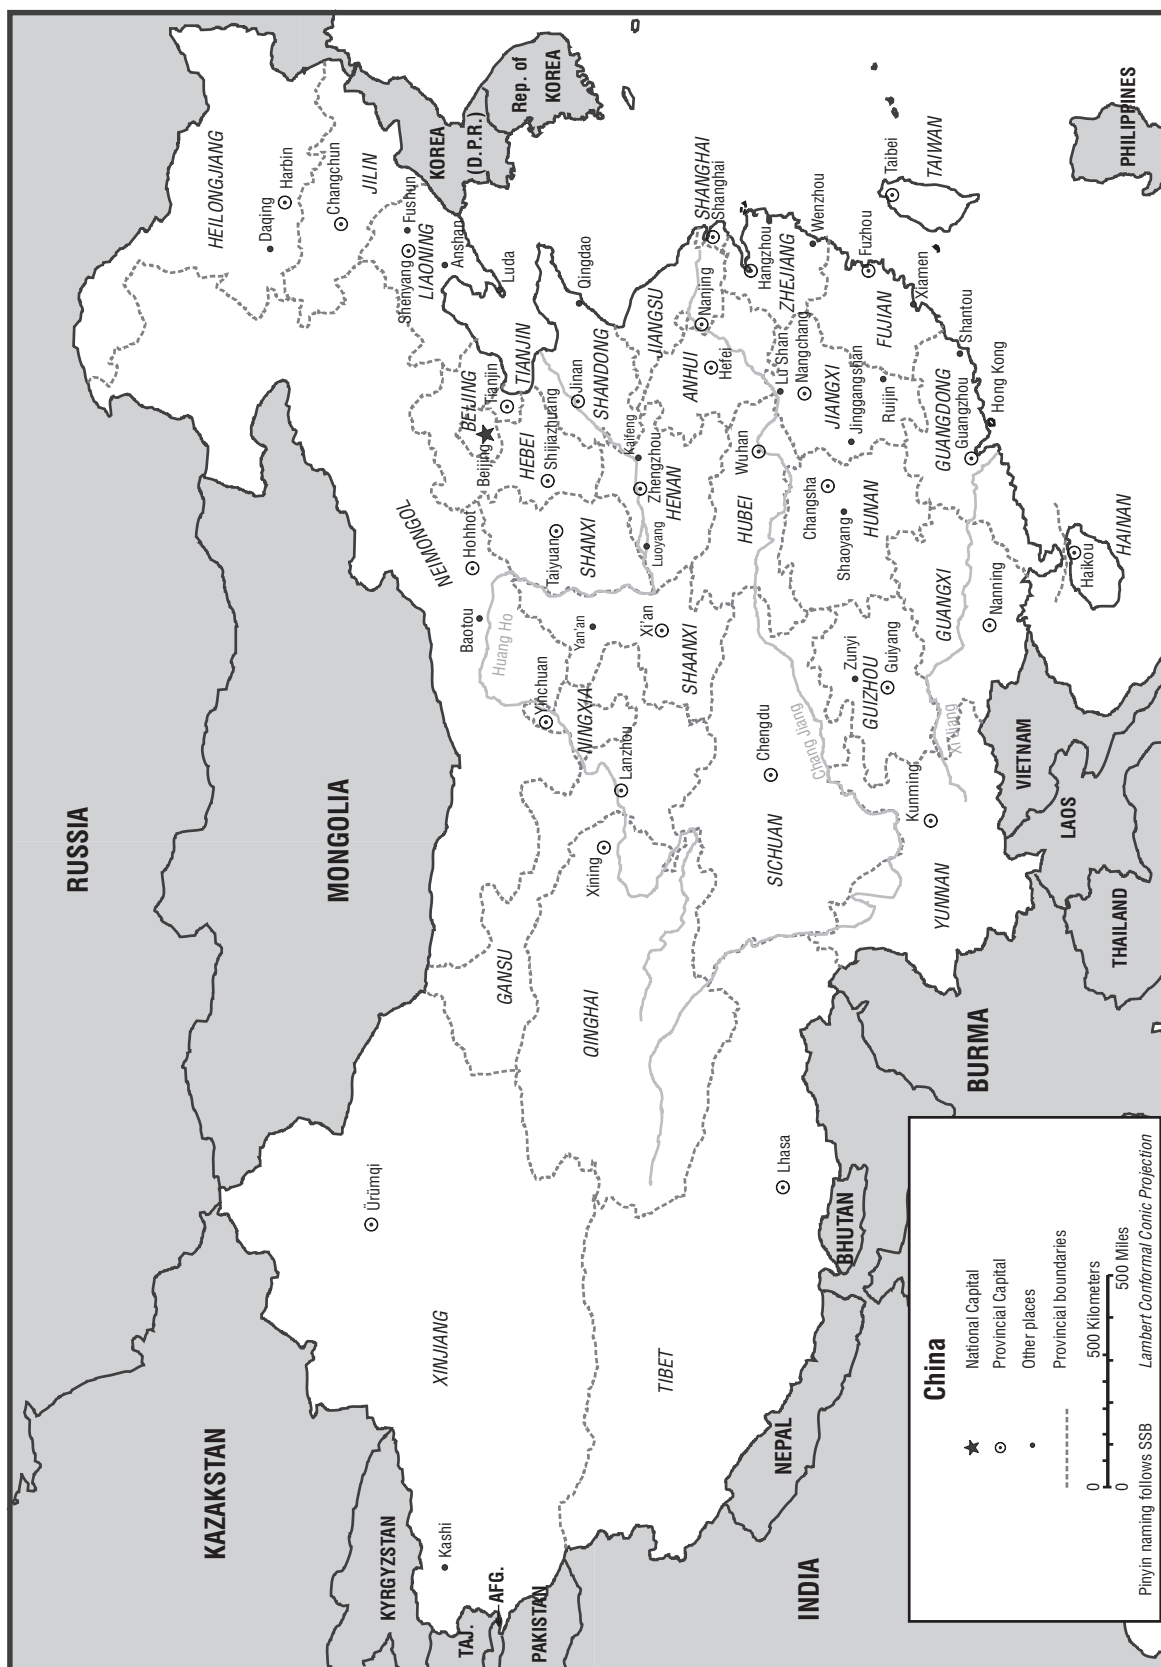 RUSSIA
KAZAKSTAN
MONGOLIA
KYRGYZSTAN
TAJ.
AFG.
PAKISTAN
INDIA
NEPAL
BHUTAN
BURMA
THAILAND
LAOS
VIETNAM
PHILIPPINES
KOREA
(D.P.R.)
Rep. of
KOREA
HEILONGJIANG
Daqing
Harbin
Changchun
JILIN
Shenyang
Fushun
LIAONING
Anshan
Luda
NEIMONGOL
Hohhot
Baotou
Huang Ho
BEIJING
Beijing
Tianjin
TIANJIN
HEBEI
Shijiazhuang
Taiyuan
SHANXI
Jinan
SHANDONG
Qingdao
Yinchuan
NINGXIA
Yan'an
Xi'an
SHAANXI
Luoyang
Kaifeng
Zhengzhou
HENAN
JIANGSU
Nanjing
ANHUI
Hefei
SHANGHAI
Shanghai
Hangzhou
ZHEJIANG
Wenzhou
HUBEI
Wuhan
Lu Shan
Nangchang
JIANGXI
Jinggangshan
Ruijin
FUJIAN
Fuzhou
Xiamen
Taibei
TAIWAN
Changsha
Shaoyang
HUNAN
GUANGDONG
Guangzhou
Shantou
Hong Kong
GUANGXI
Nanning
Haikou
HAINAN
Zunyi
GUIZHOU
Guiyang
Xi Niang
Chang Jiang
Kunming
YUNNAN
Chengdu
SICHUAN
Lanzhou
Xining
GANSU
QINGHAI
Ürümqi
XINJIANG
Kashi
TIBET
Lhasa
China
National Capital
Provincial Capital
Other places
Provincial boundaries
0 500 Kilometers
0 500 Miles
Pinyin naming follows SSB Lambert Conformal Conic Projection